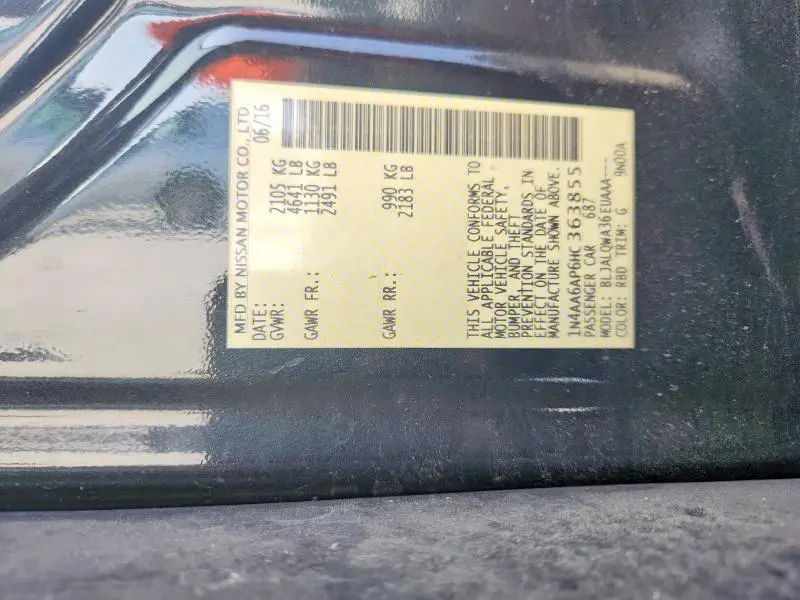 MFD BY NISSAN MOTOR CO., LTD
DATE: 06/16
GVWR: 2105 KG
4641 LB
GAWR FR.: 1130 KG
2491 LB
GAWR RR.: 990 KG
2183 LB
THIS VEHICLE CONFORMS TO
ALL APPLICABLE FEDERAL
MOTOR VEHICLE SAFETY,
BUMPER, AND THEFT
PREVENTION STANDARDS IN
EFFECT ON THE DATE OF
MANUFACTURE SHOWN ABOVE.
1N4AA6AP6HC363855
PASSENGER CAR 687
MODEL: BLJALQWA36EUAAA---
COLOR: RBD TRIM: G 9N00A